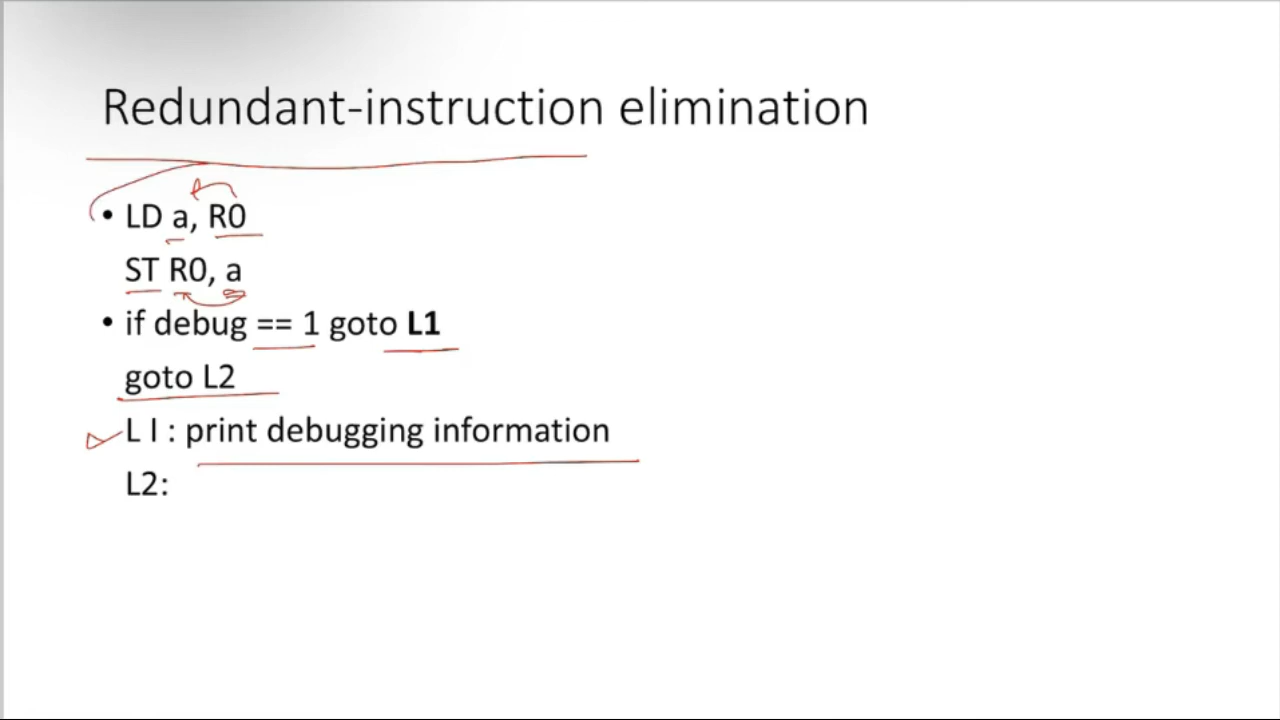 Redundant-instruction elimination
• LD a, R0
ST R0, a
• if debug == 1 goto L1
goto L2
L I : print debugging information
L2: